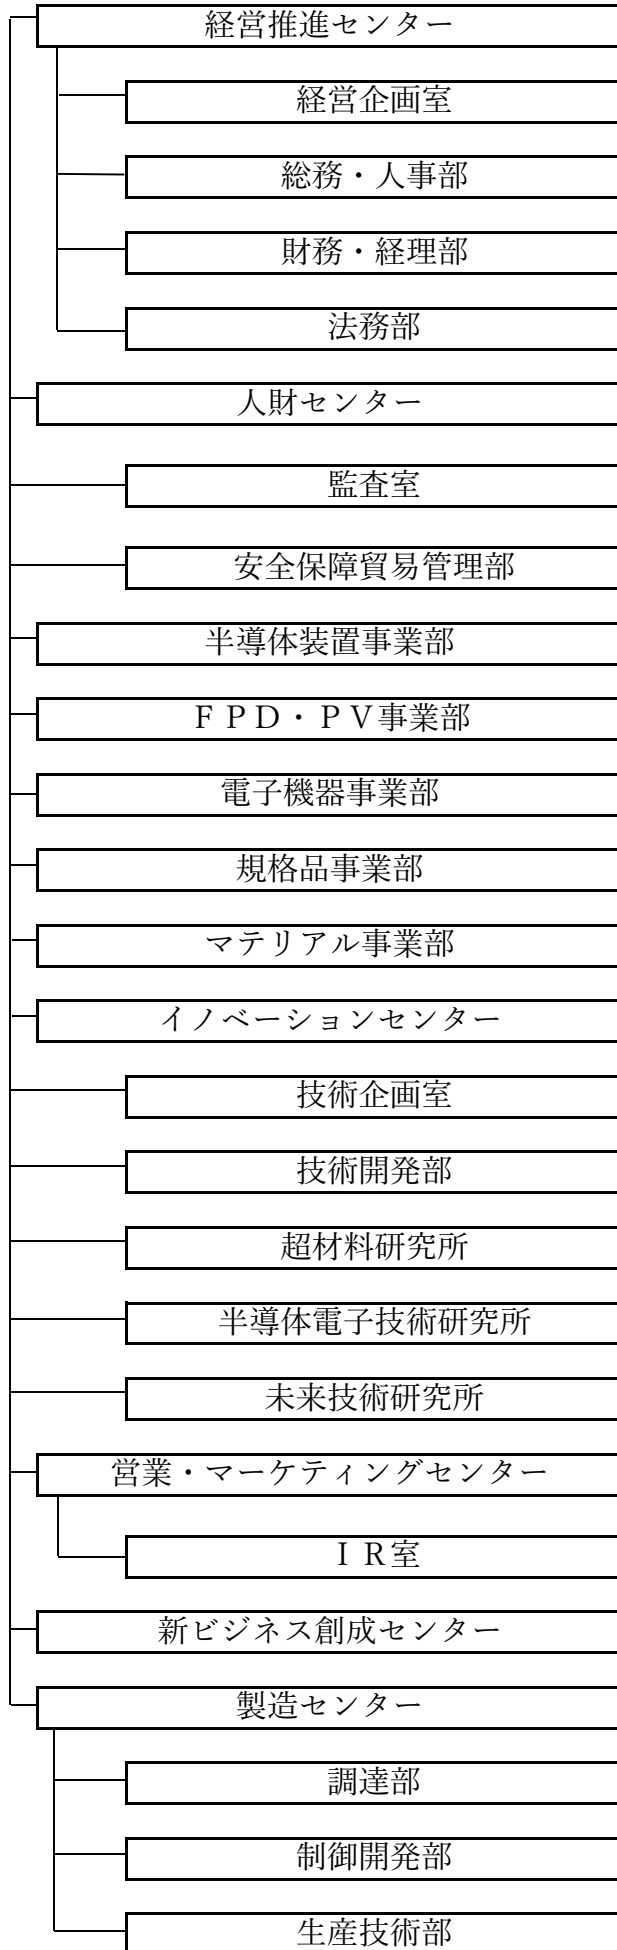 経営推進センター
経営企画室
総務・人事部
財務・経理部
法務部
人財センター
監査室
安全保障貿易管理部
半導体装置事業部
ＦＰＤ・ＰＶ事業部
電子機器事業部
規格品事業部
マテリアル事業部
イノベーションセンター
技術企画室
技術開発部
超材料研究所
半導体電子技術研究所
未来技術研究所
営業・マーケティングセンター
ＩＲ室
新ビジネス創成センター
製造センター
調達部
制御開発部
生産技術部